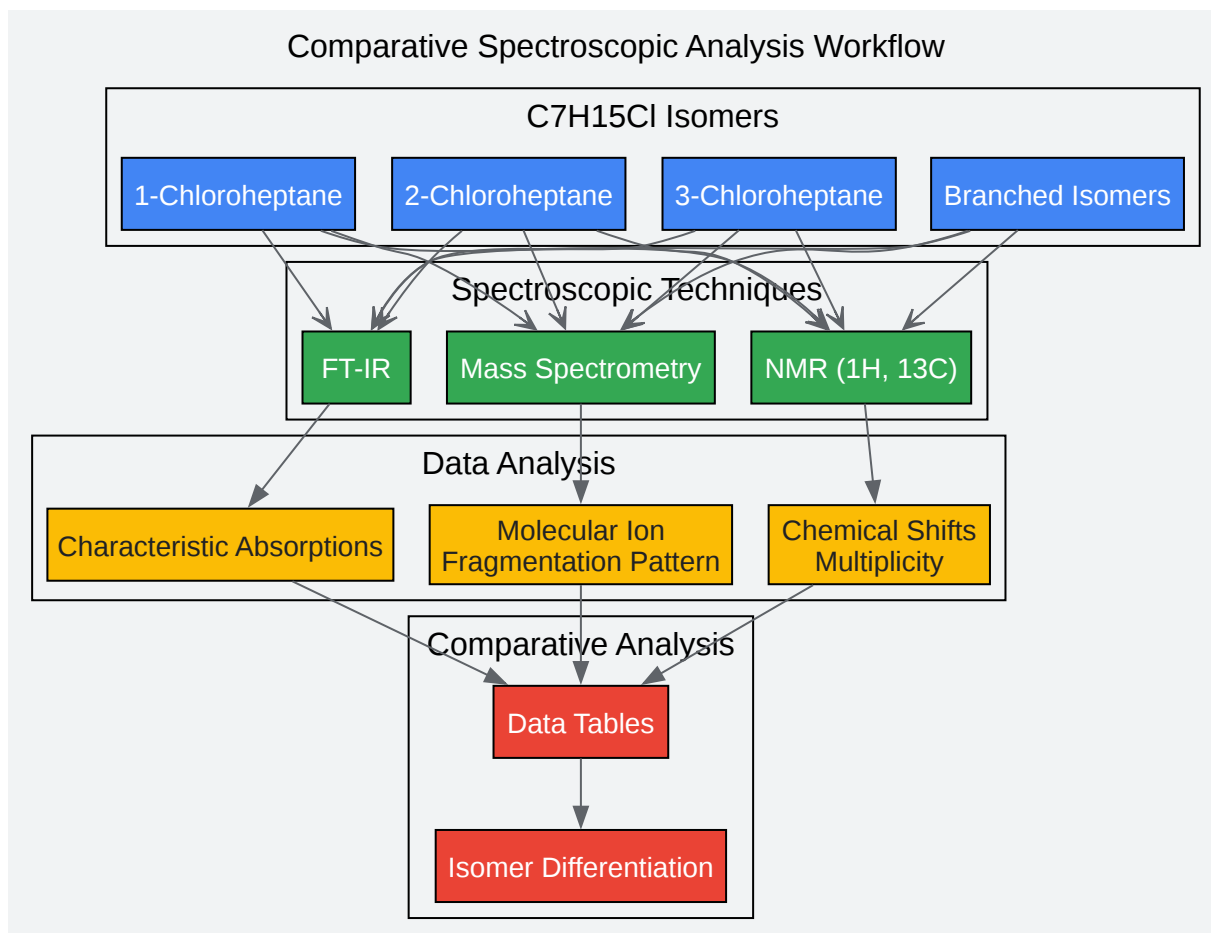 Comparative Spectroscopic Analysis Workflow
C7H15Cl Isomers
1-Chloroheptane
2-Chloroheptane
3-Chloroheptane
Branched Isomers
Spectroscopic Techniques
FT-IR
Mass Spectrometry
NMR (1H, 13C)
Data Analysis
Characteristic Absorptions
Molecular Ion
Fragmentation Pattern
Chemical Shifts
Multiplicity
Comparative Analysis
Data Tables
Isomer Differentiation